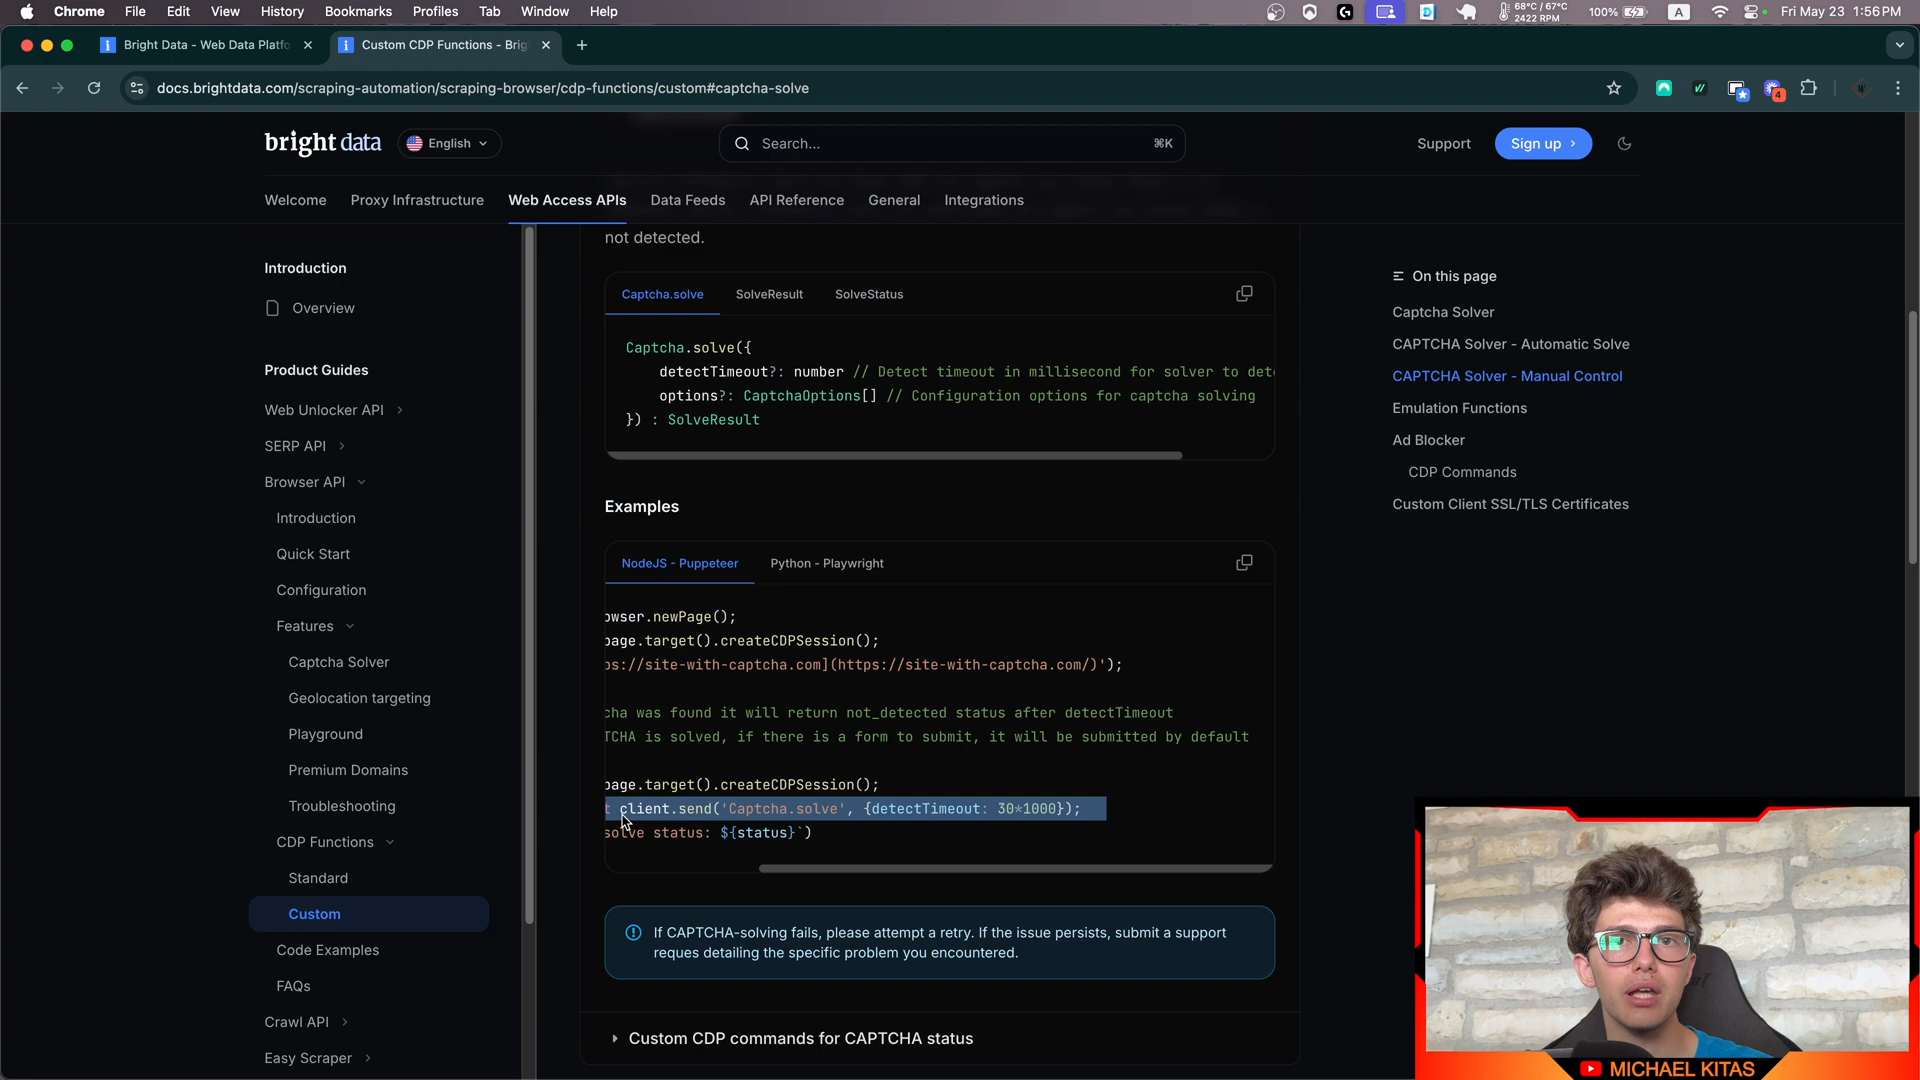 Chrome File Edit View History Bookmarks Profiles Tab Window Help
68°C / 67°C
2422 RPM
100%
A
Fri May 23 1:56 PM
Bright Data - Web Data Platfo
Custom CDP Functions - Brig
docs.brightdata.com/scraping-automation/scraping-browser/cdp-functions/custom#captcha-solve
4
bright data
English
Search...
⌘K
Support
Sign up
Welcome
Proxy Infrastructure
Web Access APIs
Data Feeds
API Reference
General
Integrations
Introduction
Overview
Product Guides
Web Unlocker API
SERP API
Browser API
Introduction
Quick Start
Configuration
Features
Captcha Solver
Geolocation targeting
Playground
Premium Domains
Troubleshooting
CDP Functions
Standard
Custom
Code Examples
FAQs
Crawl API
Easy Scraper
not detected.
Captcha.solve SolveResult SolveStatus
Captcha.solve({
detectTimeout?: number // Detect timeout in millisecond for solver to det
options?: CaptchaOptions[] // Configuration options for captcha solving
}) : SolveResult
Examples
NodeJS - Puppeteer Python - Playwright
owser.newPage();
page.target().createCDPSession();
ps://site-with-captcha.com](https://site-with-captcha.com/)');
cha was found it will return not_detected status after detectTimeout
TCHA is solved, if there is a form to submit, it will be submitted by default
page.target().createCDPSession();
t client.send('Captcha.solve', {detectTimeout: 30*1000});
solve status: ${status}`)
If CAPTCHA-solving fails, please attempt a retry. If the issue persists, submit a support
reques detailing the specific problem you encountered.
Custom CDP commands for CAPTCHA status
On this page
Captcha Solver
CAPTCHA Solver - Automatic Solve
CAPTCHA Solver - Manual Control
Emulation Functions
Ad Blocker
CDP Commands
Custom Client SSL/TLS Certificates
MICHAEL KITAS